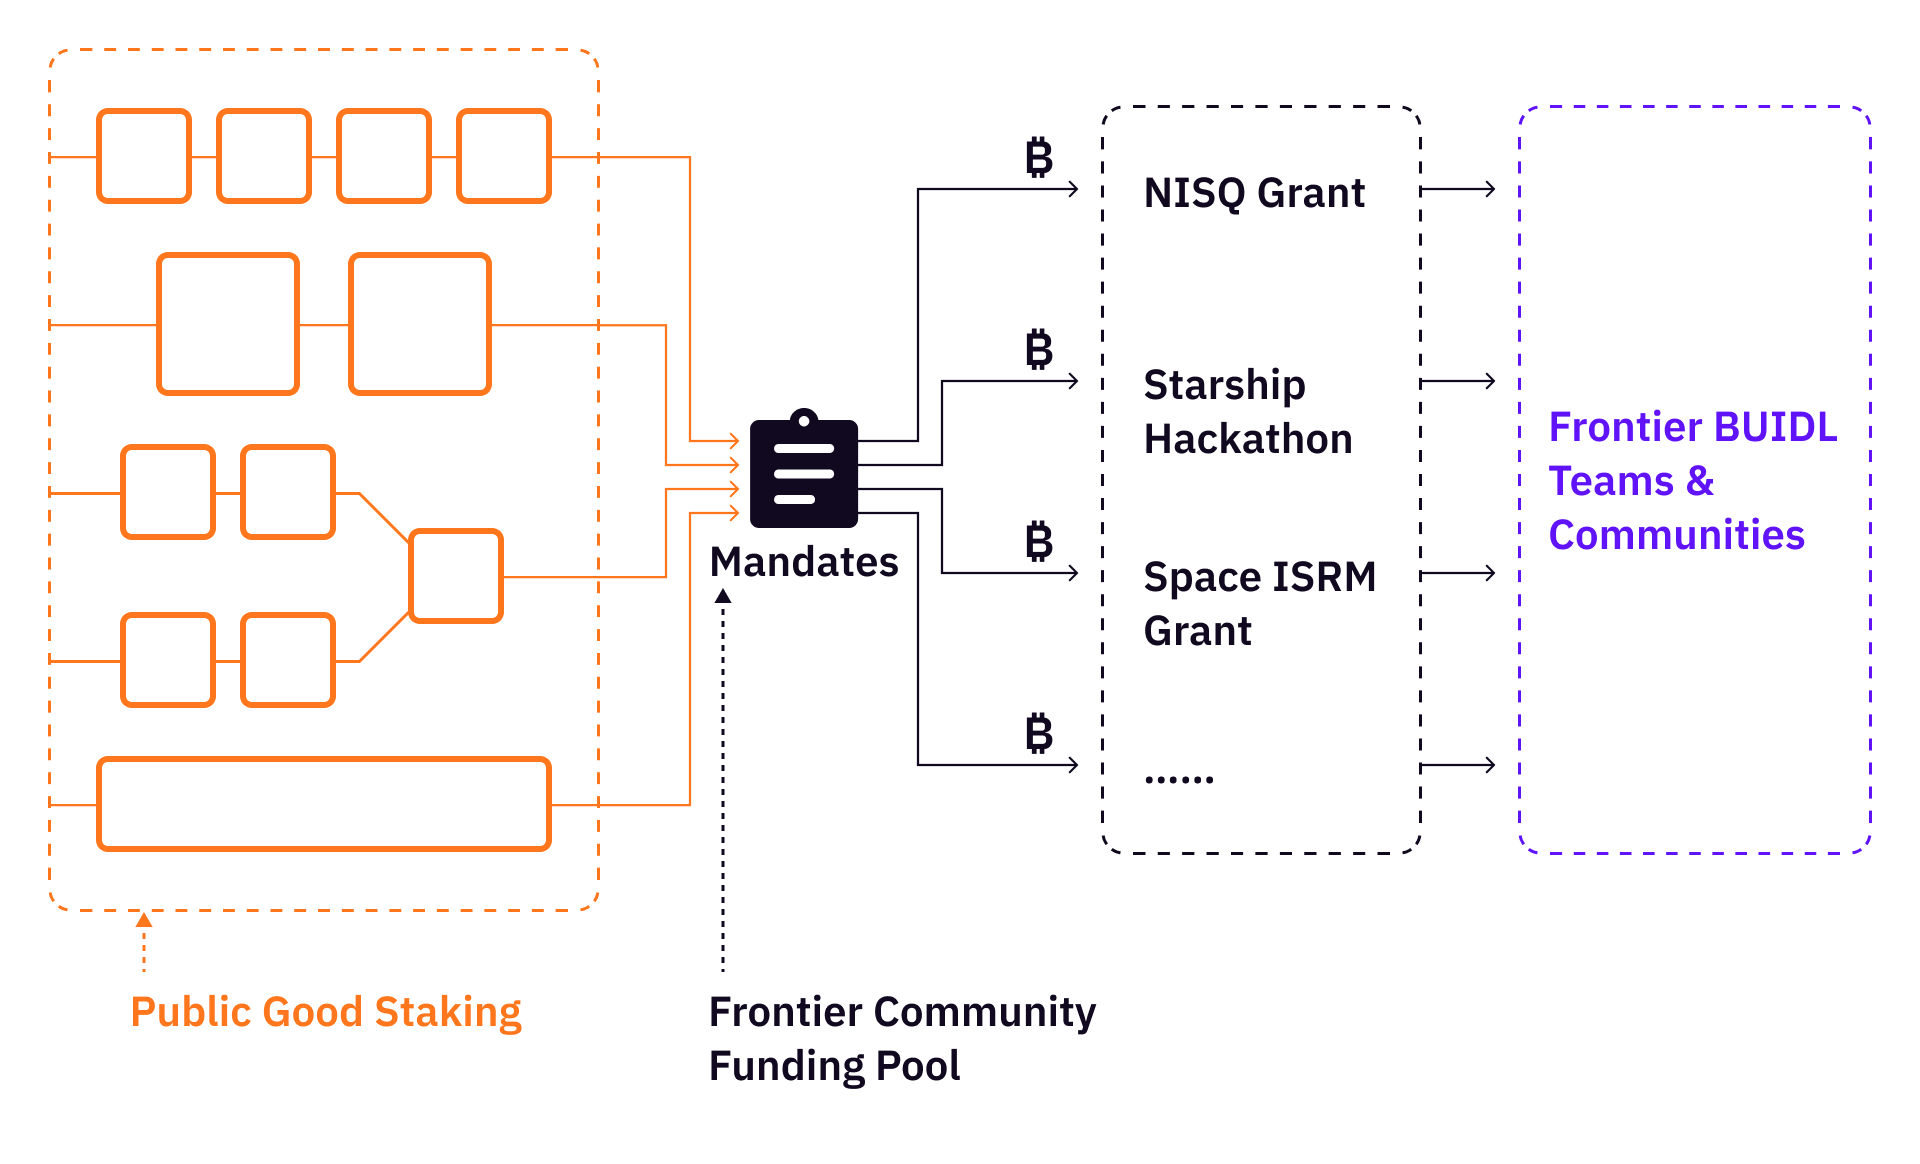 ₿
NISQ Grant
₿
Starship
Hackathon
Frontier BUIDL
Teams &
Communities
₿
Mandates
Space ISRM
Grant
₿
......
Public Good Staking
Frontier Community
Funding Pool